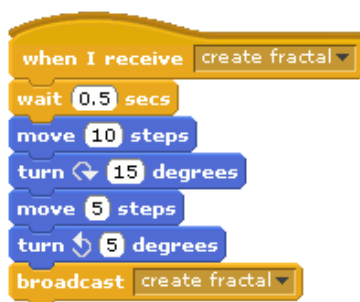 when I receive create fractal
wait 0.5 secs
move 10 steps
turn 15 degrees
move 5 steps
turn 5 degrees
broadcast create fractal